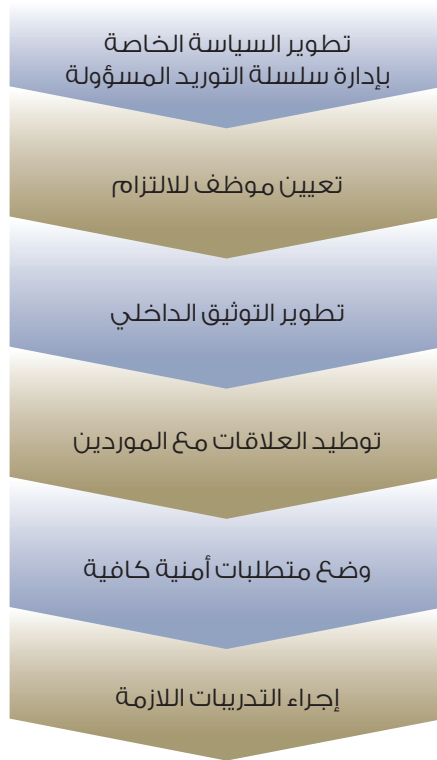 تطوير السياسة الخاصة
بإدارة سلسلة التوريد المسؤولة
تعيين موظف للالتزام
تطوير التوثيق الداخلي
توطيد العلاقات مع الموردين
وضع متطلبات أمنية كافية
إجراء التدريبات اللازمة